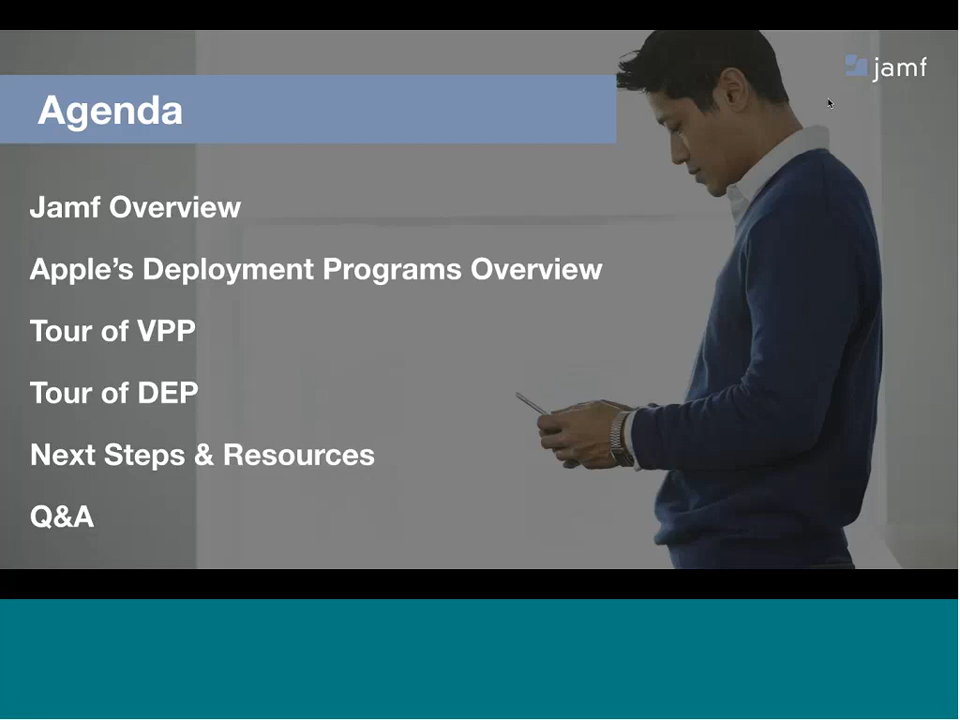 jamf
Agenda
Jamf Overview
Apple's Deployment Programs Overview
Tour of VPP
Tour of DEP
Next Steps & Resources
Q&A